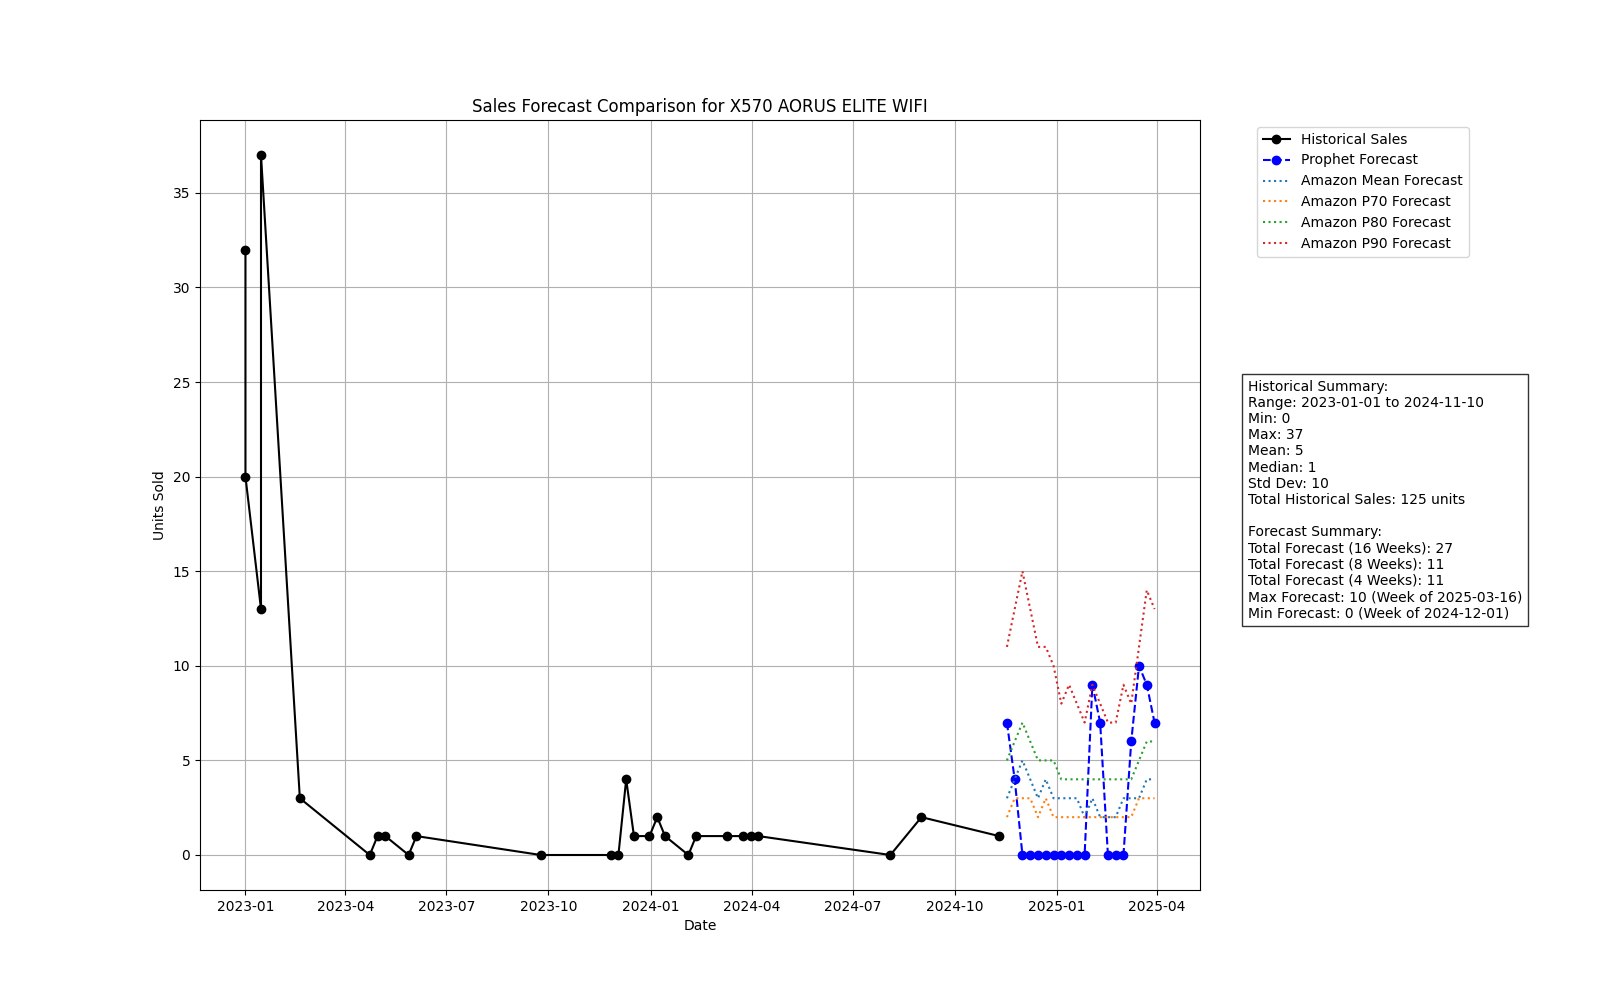 Sales Forecast Comparison for X570 AORUS ELITE WIFI
Historical Sales
Prophet Forecast
Amazon Mean Forecast
Amazon P70 Forecast
Amazon P80 Forecast
Amazon P90 Forecast
35
30
25
20
15
10
5
0
Units Sold
Historical Summary:
Range: 2023-01-01 to 2024-11-10
Min: 0
Max: 37
Mean: 5
Median: 1
Std Dev: 10
Total Historical Sales: 125 units
Forecast Summary:
Total Forecast (16 Weeks): 27
Total Forecast (8 Weeks): 11
Total Forecast (4 Weeks): 11
Max Forecast: 10 (Week of 2025-03-16)
Min Forecast: 0 (Week of 2024-12-01)
2023-01 2023-04 2023-07 2023-10 2024-01 2024-04 2024-07 2024-10 2025-01 2025-04
Date